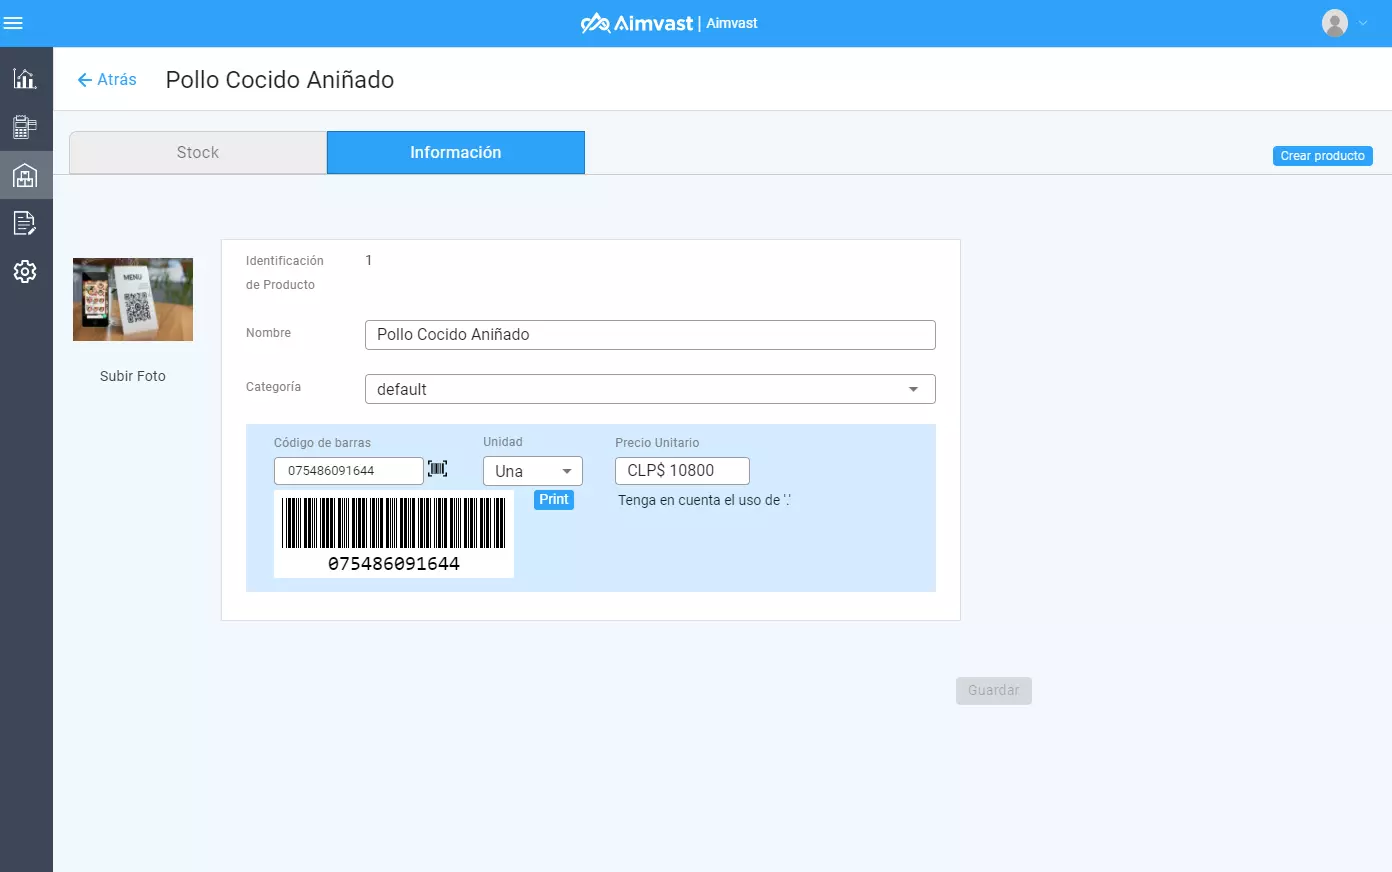 Aimvast | Aimvast
Atrás
Pollo Cocido Aniñado
Stock
Información
Crear producto
MENU
Subir Foto
Identificación
de Producto
1
Nombre
Pollo Cocido Aniñado
Categoría
default
Código de barras
Unidad
Precio Unitario
075486091644
Una
CLP$ 10800
Print
Tenga en cuenta el uso de '.'
075486091644
Guardar